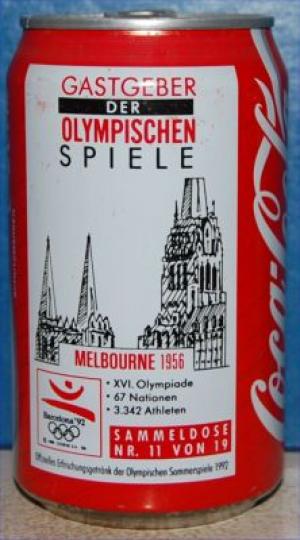 GASTGEBER
DER
OLYMPISCHEN
SPIELE
MELBOURNE 1956
• XVI. Olympiade
• 67 Nationen
• 3.342 Athleten
Barcelona '92
SAMMELDOSE
NR. 11 VON 19
Offizielles Erfrischungsgetränk der Olympischen Sommerspiele 1992
Coca-Cola